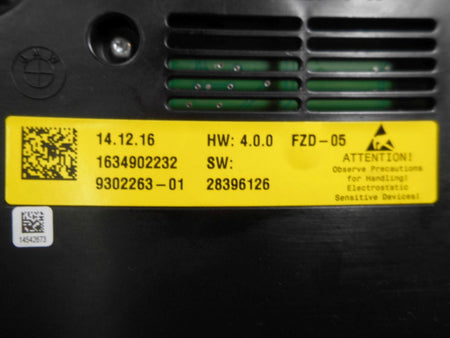 14.12.16 HW: 4.0.0 FZD-05
1634902232 SW:
9302263-01 28396126
ATTENTION!
Observe Precautions
for Handling!
Electrostatic
Sensitive Devices!
14542673